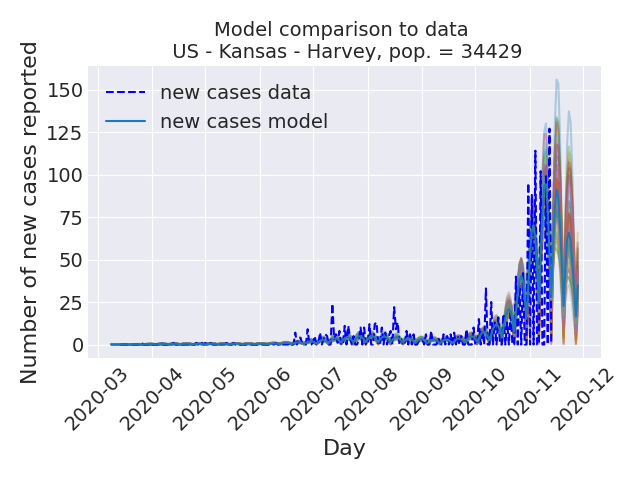 Model comparison to data
US - Kansas - Harvey, pop. = 34429
new cases data
new cases model
Number of new cases reported
150
125
100
75
50
25
0
2020-03
2020-04
2020-05
2020-06
2020-07
2020-08
2020-09
2020-10
2020-11
2020-12
Day